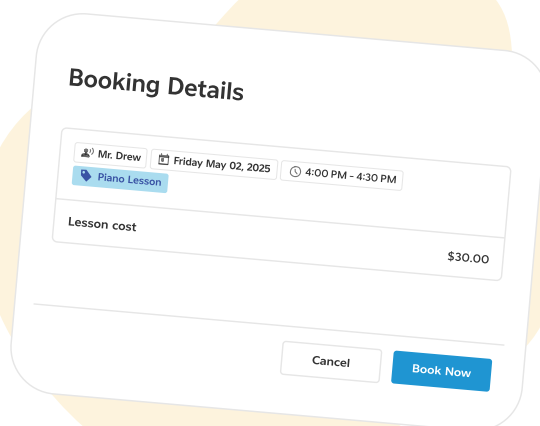 Booking Details
Mr. Drew Friday May 02, 2025 4:00 PM - 4:30 PM
Piano Lesson
Lesson cost $30.00
Cancel Book Now